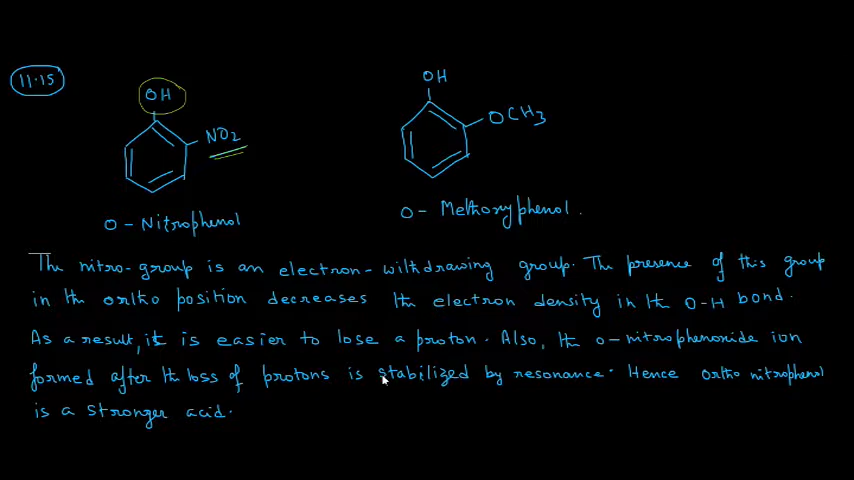 11.15
OH
NO2
O - Nitrophenol
OH
OCH3
O - Methoxyphenol.
The nitro-group is an electron-withdrawing group. The presence of this group
in the ortho position decreases the electron density in the O-H bond.
As a result, it is easier to lose a proton. Also, the o-nitrophenoxide ion
formed after the loss of protons is stabilized by resonance. Hence ortho nitrophenol
is a stronger acid.